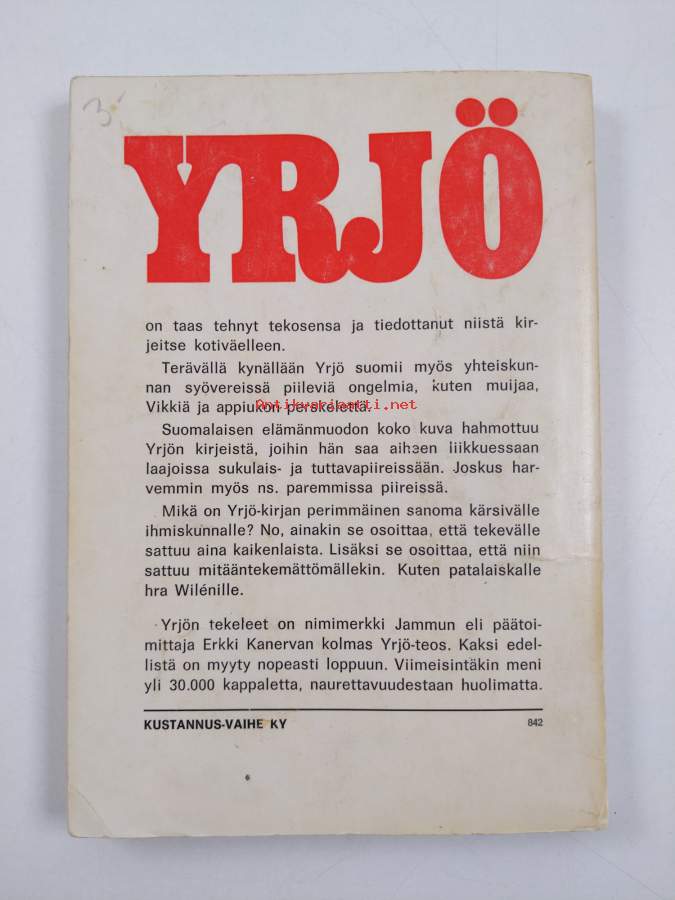 3
YRJÖ
on taas tehnyt tekosensa ja tiedottanut niistä kir-
jeitse kotiväelleen.
Terävällä kynällään Yrjö suomii myös yhteiskun-
nan syövereissä piileviä ongelmia, kuten muijaa,
Vikkiä ja appiukon perskelettä.
Antikvariaatti.net
Suomalaisen elämänmuodon koko kuva hahmottuu
Yrjön kirjeistä, joihin hän saa aiheen liikkuessaan
laajoissa sukulais- ja tuttavapiireissään. Joskus har-
vemmin myös ns. paremmissa piireissä.
Mikä on Yrjö-kirjan perimmäinen sanoma kärsivälle
ihmiskunnalle? No, ainakin se osoittaa, että tekevälle
sattuu aina kaikenlaista. Lisäksi se osoittaa, että niin
sattuu mitääntekemättömällekin. Kuten patalaiskalle
hra Wilénille.
Yrjön tekeleet on nimimerkki Jammun eli päätoi-
mittaja Erkki Kanervan kolmas Yrjö-teos. Kaksi edel-
listä on myyty nopeasti loppuun. Viimeisintäkin meni
yli 30.000 kappaletta, naurettavuudestaan huolimatta.
KUSTANNUS-VAIHE KY
842